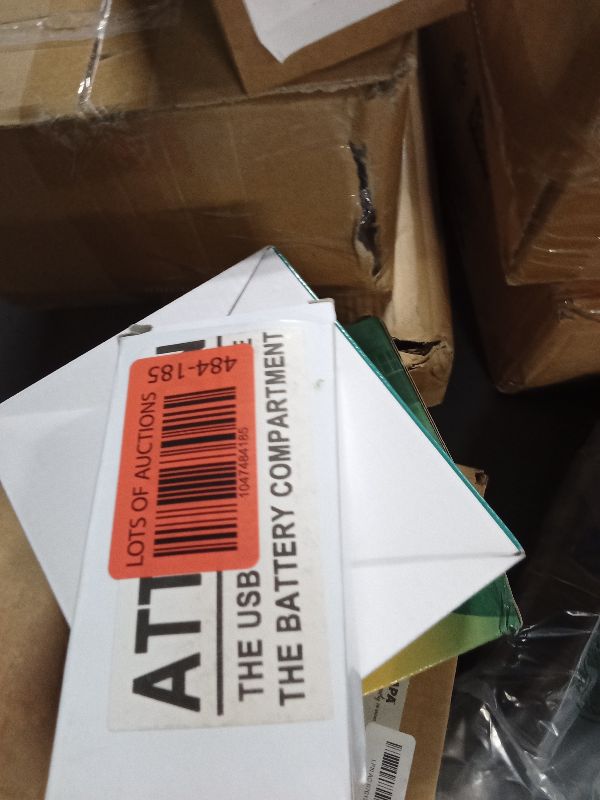 LOTS OF AUCTIONS
1047484185
484-185
ATT
THE USB
THE BATTERY COMPARTMENT